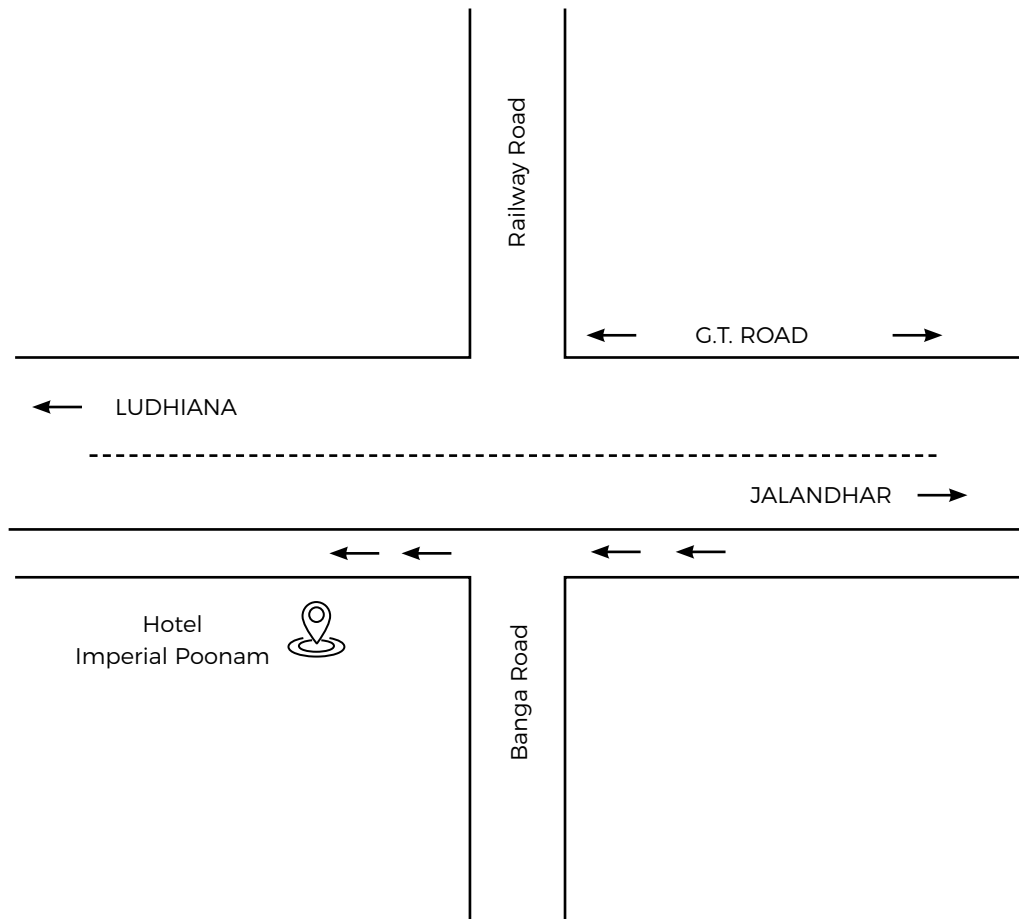 Railway Road
G.T. ROAD
LUDHIANA
JALANDHAR
Hotel
Imperial Poonam
Banga Road